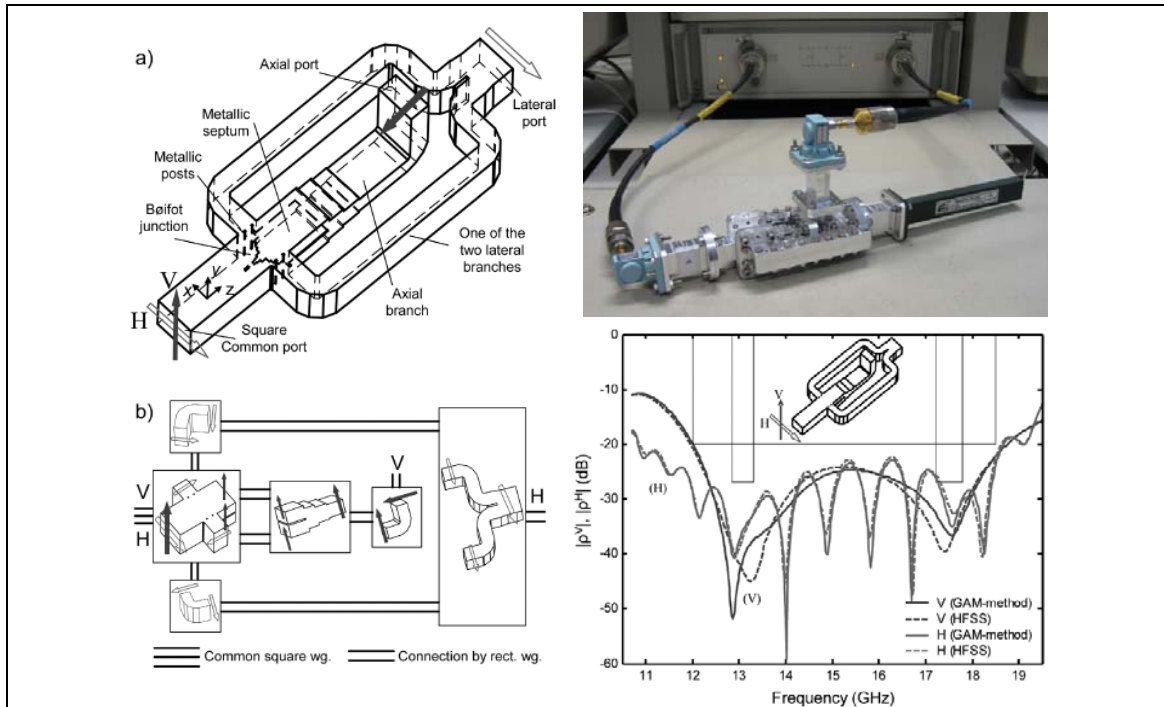 a)
Axial port
Lateral
port
Metallic
septum
Metallic
posts
Bøifot
junction
One of the
two lateral
branches
V
y
x
z
H
Axial
branch
Square
Common port
b)
V
H
V
H
Common square wg.
Connection by rect. wg.
|ρV|, |ρH| (dB)
0
-10
-20
-30
-40
-50
-60
V
H
(H)
(V)
V (GAM-method)
V (HFSS)
H (GAM-method)
H (HFSS)
11 12 13 14 15 16 17 18 19
Frequency (GHz)